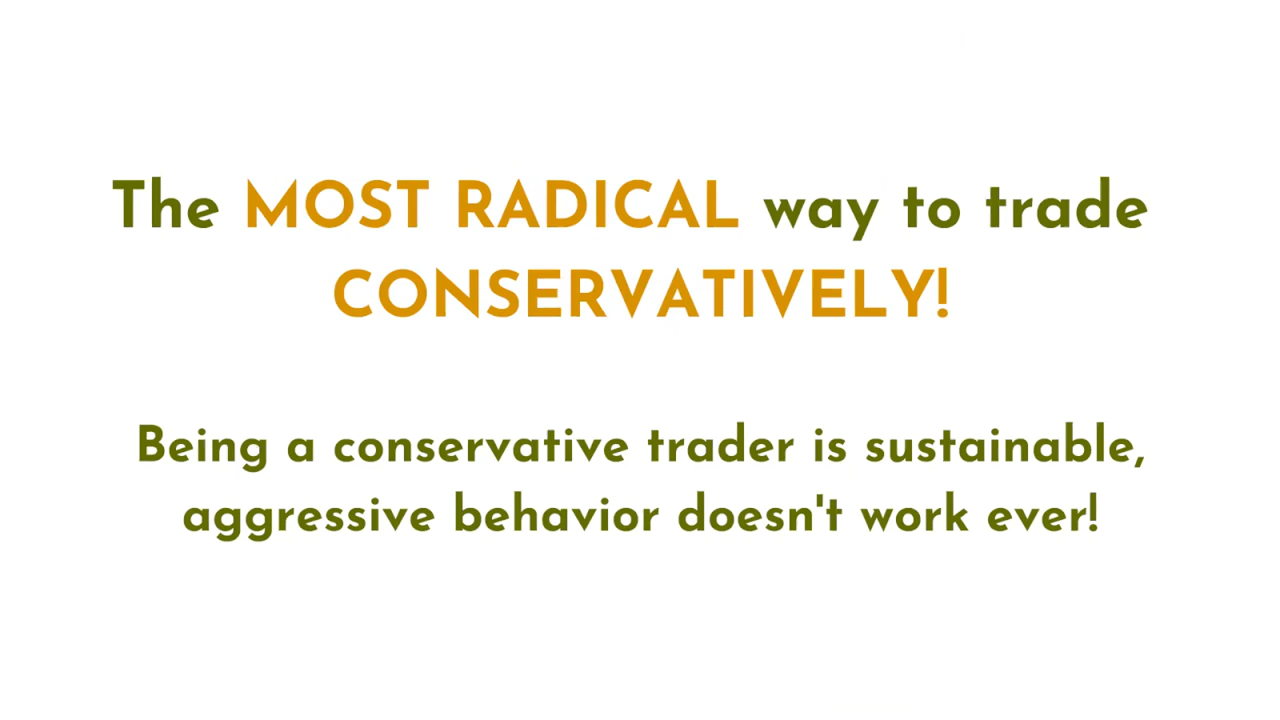 The MOST RADICAL way to trade
CONSERVATIVELY!
Being a conservative trader is sustainable,
aggressive behavior doesn't work ever!